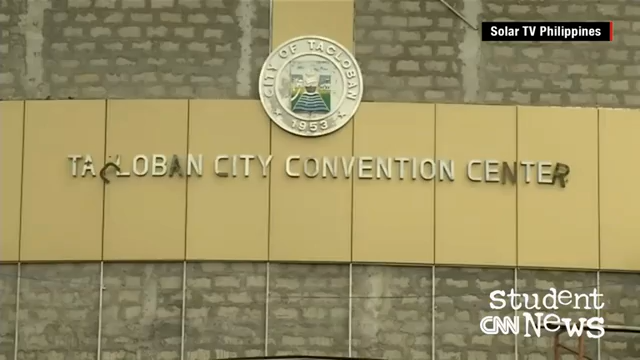 Solar TV Philippines
CITY OF TACLOBAN
1953
TACLOBAN CITY CONVENTION CENTER
Student
CNN News